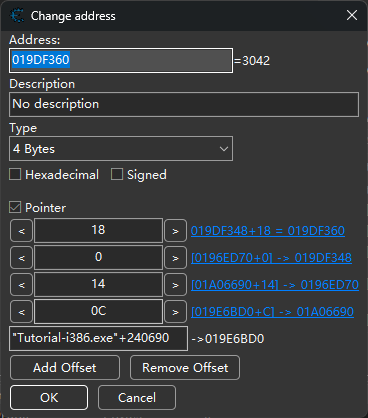 Change address
Address:
019DF360 =3042
Description
No description
Type
4 Bytes
Hexadecimal Signed
Pointer
< 18 > 019DF348+18 = 019DF360
< 0 > [0196ED70+0] -> 019DF348
< 14 > [01A06690+14] -> 0196ED70
< 0C > [019E6BD0+C] -> 01A06690
"Tutorial-i386.exe"+240690 ->019E6BD0
Add Offset Remove Offset
OK Cancel